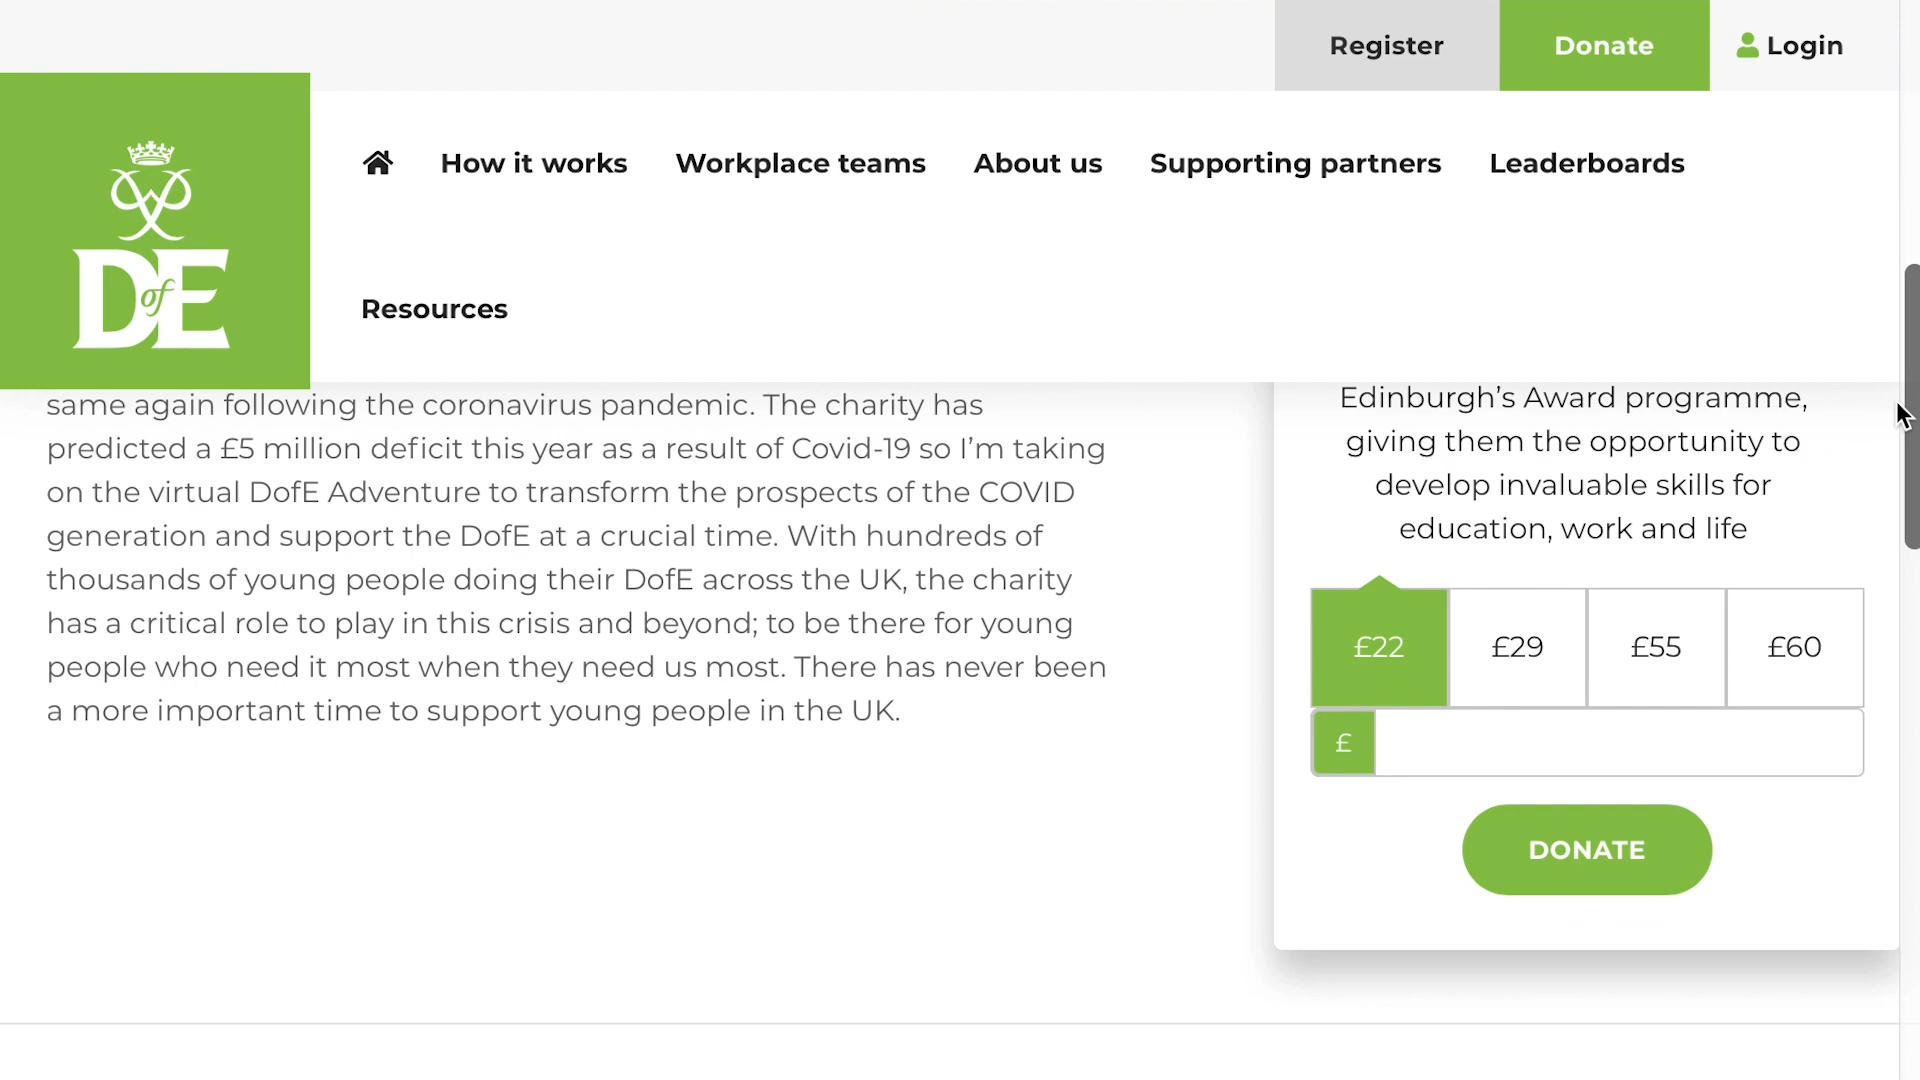 Register
Donate
Login
How it works
Workplace teams
About us
Supporting partners
Leaderboards
Resources
DofE
same again following the coronavirus pandemic. The charity has
predicted a £5 million deficit this year as a result of Covid-19 so I’m taking
on the virtual DofE Adventure to transform the prospects of the COVID
generation and support the DofE at a crucial time. With hundreds of
thousands of young people doing their DofE across the UK, the charity
has a critical role to play in this crisis and beyond; to be there for young
people who need it most when they need us most. There has never been
a more important time to support young people in the UK.
Edinburgh’s Award programme,
giving them the opportunity to
develop invaluable skills for
education, work and life
£22
£29
£55
£60
£
DONATE